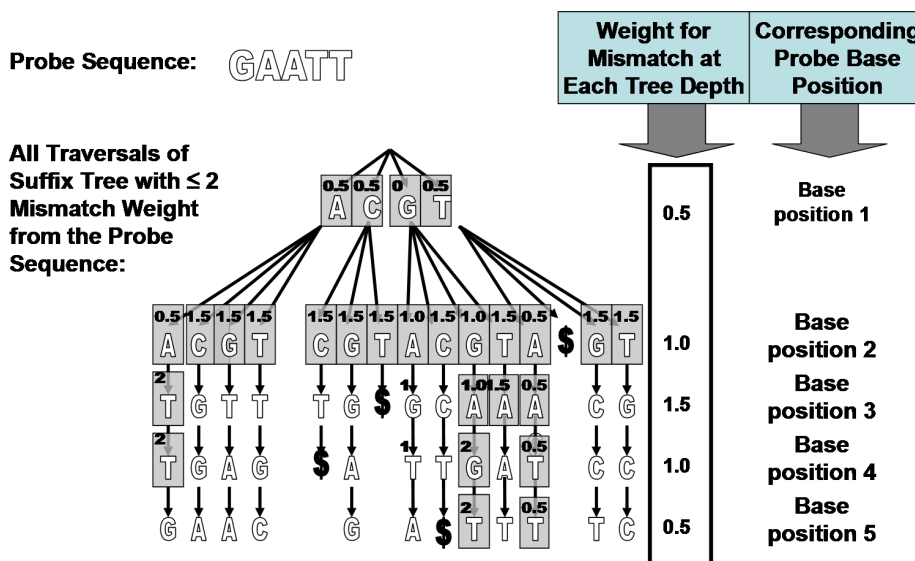 Probe Sequence: GAATT
Weight for
Mismatch at
Each Tree Depth
Corresponding
Probe Base
Position
All Traversals of
Suffix Tree with ≤ 2
Mismatch Weight
from the Probe
Sequence:
0.5 0.5 0 0.5
A C G T
0.5
Base
position 1
0.5 1.5 1.5 1.5 1.5 1.5 1.5 1.0 1.5 1.0 1.5 0.5 1.5 1.5
A C G T C G T A C G T A $ G T
1.0
Base
position 2
2 1 1.0 1.5 0.5
T G T T T G $ G C A A A C G
1.5
Base
position 3
2 1 2 0.5
T G A G $ A T T G A T C C
1.0
Base
position 4
2 0.5
G A A C G A $ T T T T C
0.5
Base
position 5